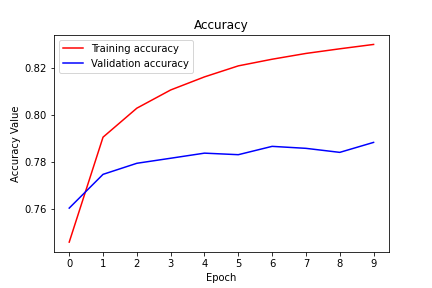 Accuracy
Training accuracy
Validation accuracy
Accuracy Value
0.82
0.80
0.78
0.76
0 1 2 3 4 5 6 7 8 9
Epoch